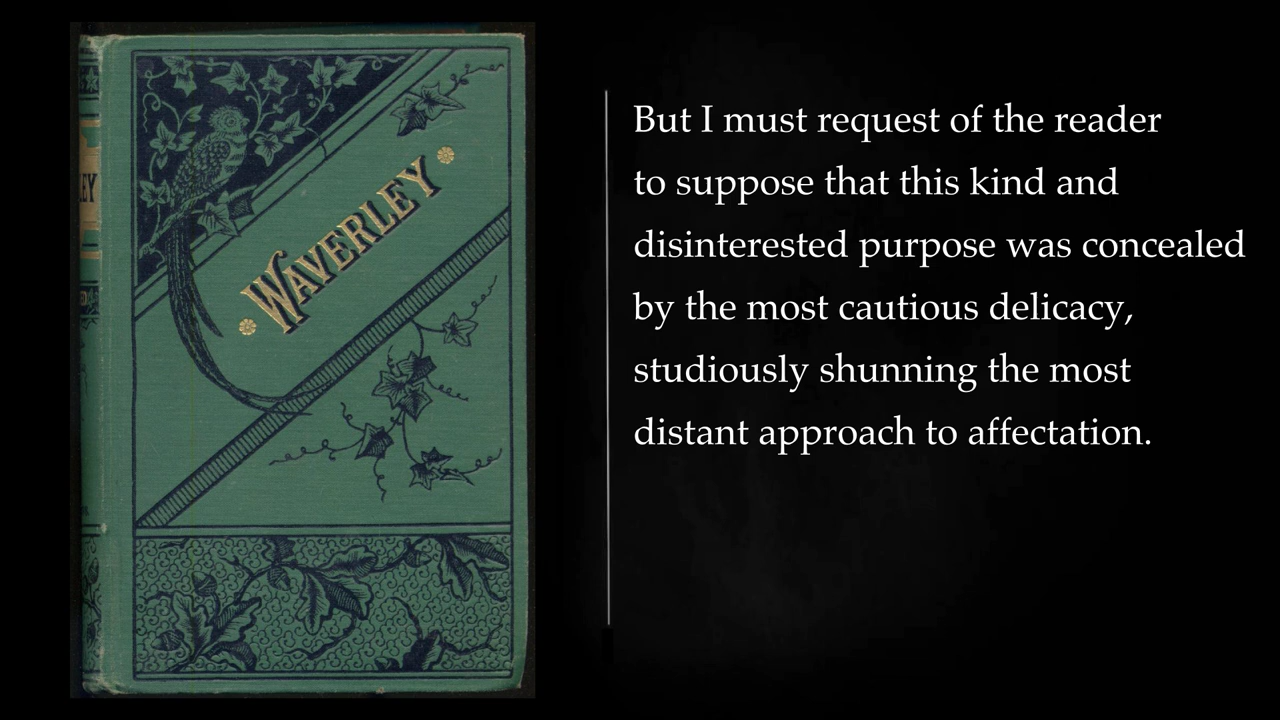 WAVERLEY
EY
But I must request of the reader
to suppose that this kind and
disinterested purpose was concealed
by the most cautious delicacy,
studiously shunning the most
distant approach to affectation.